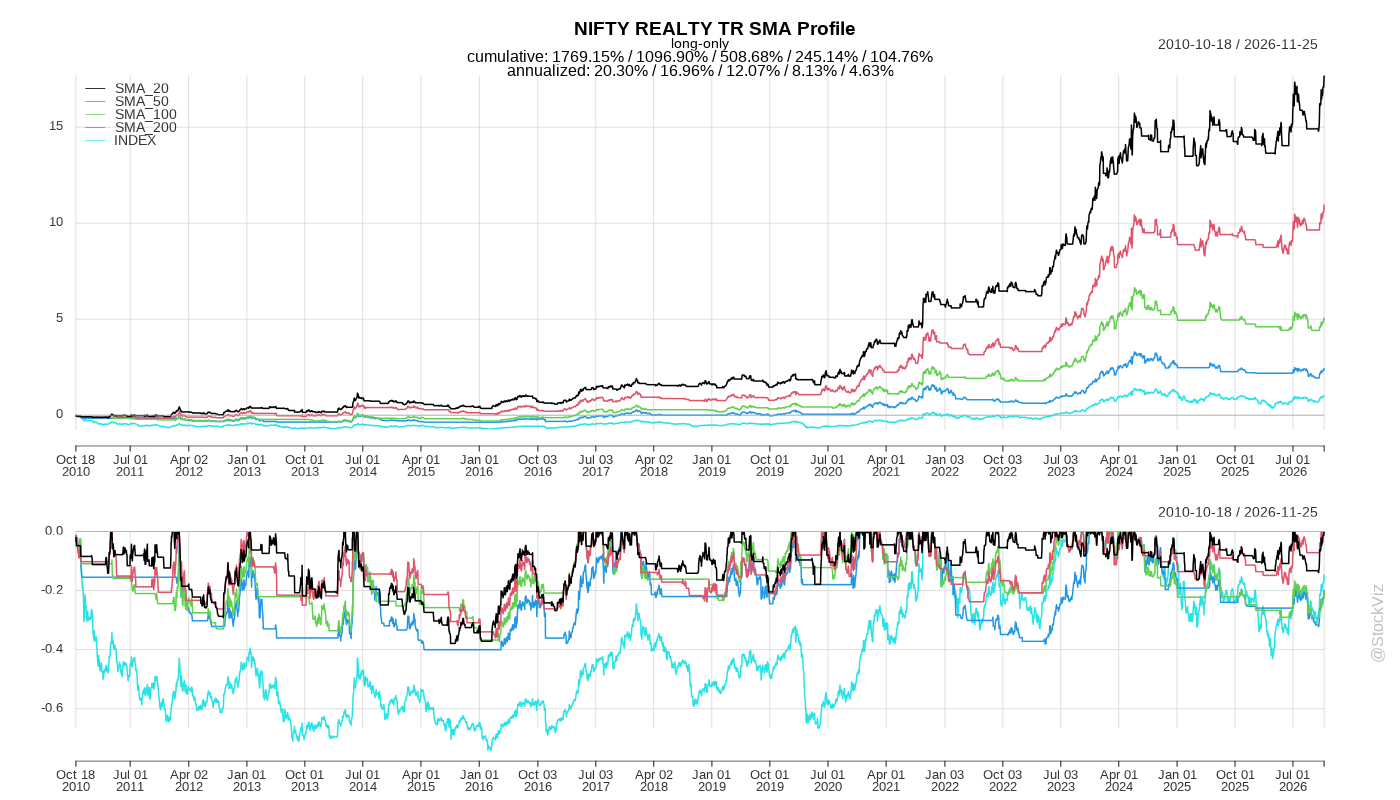 NIFTY REALTY TR SMA Profile
long-only
2010-10-18 / 2026-11-25
cumulative: 1769.15% / 1096.90% / 508.68% / 245.14% / 104.76%
annualized: 20.30% / 16.96% / 12.07% / 8.13% / 4.63%
SMA_20
SMA_50
SMA_100
SMA_200
INDEX
15
10
5
0
Oct 18 Jul 01 Apr 02 Jan 01 Oct 01 Jul 01 Apr 01 Jan 01 Oct 03 Jul 03 Apr 02 Jan 01 Oct 01 Jul 01 Apr 01 Jan 03 Oct 03 Jul 03 Apr 01 Jan 01 Oct 01 Jul 01
2010 2011 2012 2013 2013 2014 2015 2016 2016 2017 2018 2019 2019 2020 2021 2022 2022 2023 2024 2025 2025 2026
2010-10-18 / 2026-11-25
0.0
-0.2
-0.4
-0.6
Oct 18 Jul 01 Apr 02 Jan 01 Oct 01 Jul 01 Apr 01 Jan 01 Oct 03 Jul 03 Apr 02 Jan 01 Oct 01 Jul 01 Apr 01 Jan 03 Oct 03 Jul 03 Apr 01 Jan 01 Oct 01 Jul 01
2010 2011 2012 2013 2013 2014 2015 2016 2016 2017 2018 2019 2019 2020 2021 2022 2022 2023 2024 2025 2025 2026
@StockViz